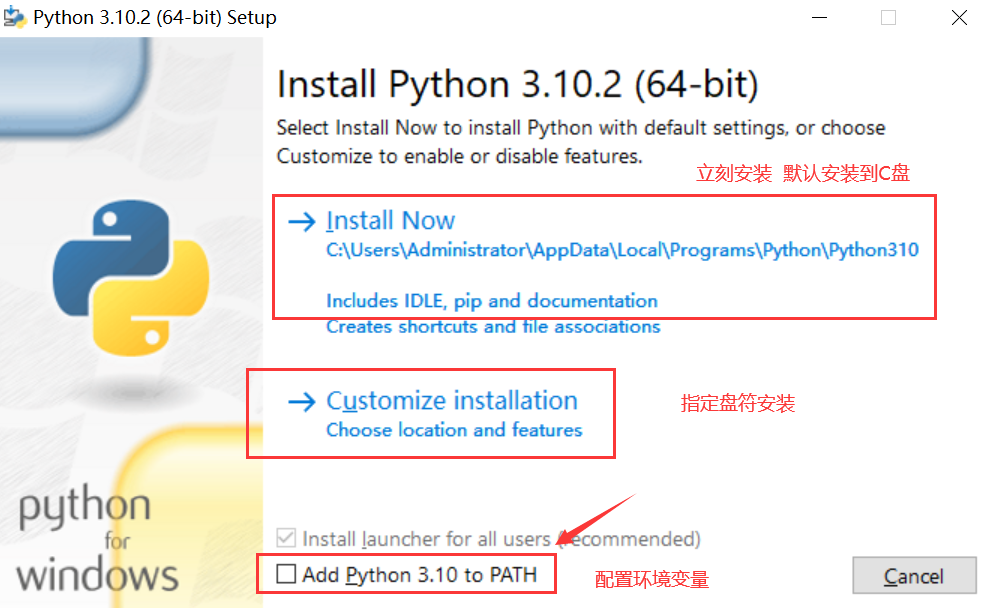 Python 3.10.2 (64-bit) Setup
Install Python 3.10.2 (64-bit)
Select Install Now to install Python with default settings, or choose
Customize to enable or disable features.
立刻安装 默认安装到C盘
Install Now
C:\Users\Administrator\AppData\Local\Programs\Python\Python310
Includes IDLE, pip and documentation
Creates shortcuts and file associations
Customize installation
Choose location and features
指定盘符安装
Install launcher for all users (recommended)
Add Python 3.10 to PATH
配置环境变量
Cancel
python
for
windows